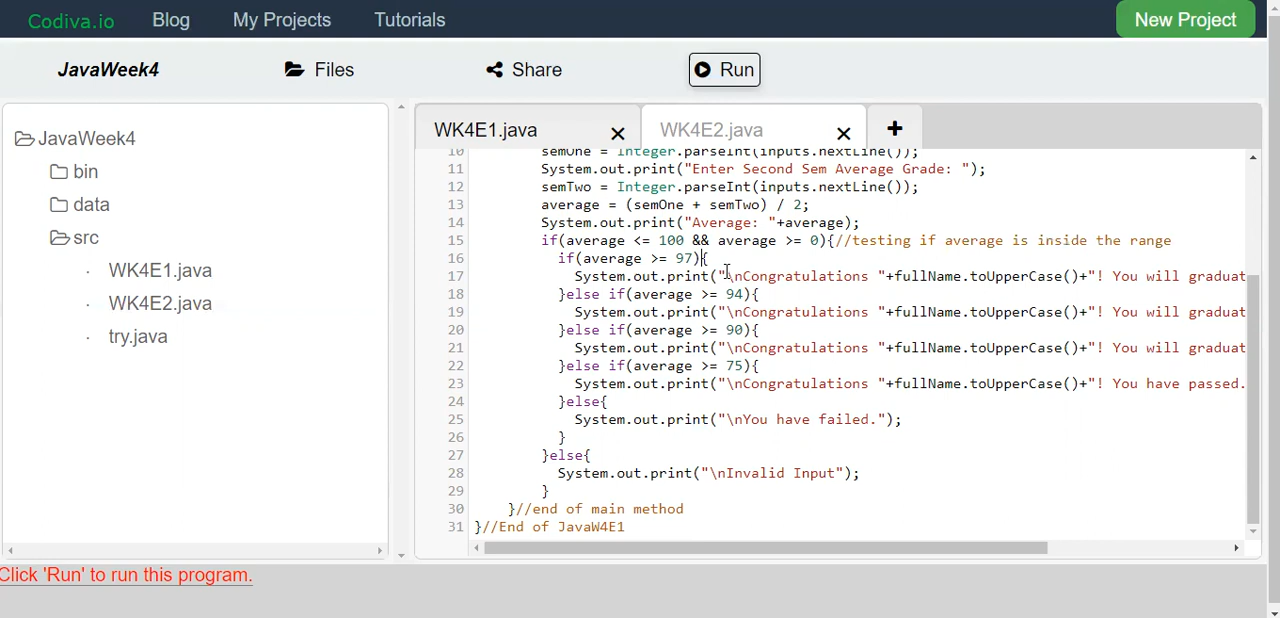 Codiva.io Blog My Projects Tutorials New Project
JavaWeek4 Files Share Run
JavaWeek4
bin
data
src
WK4E1.java
WK4E2.java
try.java
WK4E1.java WK4E2.java
10 semOne = Integer.parseInt(inputs.nextLine());
11 System.out.print("Enter Second Sem Average Grade: ");
12 semTwo = Integer.parseInt(inputs.nextLine());
13 average = (semOne + semTwo) / 2;
14 System.out.print("Average: "+average);
15 if(average <= 100 && average >= 0){//testing if average is inside the range
16 if(average >= 97){
17 System.out.print("\nCongratulations "+fullName.toUpperCase()+"! You will graduat
18 }else if(average >= 94){
19 System.out.print("\nCongratulations "+fullName.toUpperCase()+"! You will graduat
20 }else if(average >= 90){
21 System.out.print("\nCongratulations "+fullName.toUpperCase()+"! You will graduat
22 }else if(average >= 75){
23 System.out.print("\nCongratulations "+fullName.toUpperCase()+"! You have passed.
24 }else{
25 System.out.print("\nYou have failed.");
26 }
27 }else{
28 System.out.print("\nInvalid Input");
29 }
30 }//end of main method
31 }//End of JavaW4E1
Click 'Run' to run this program.